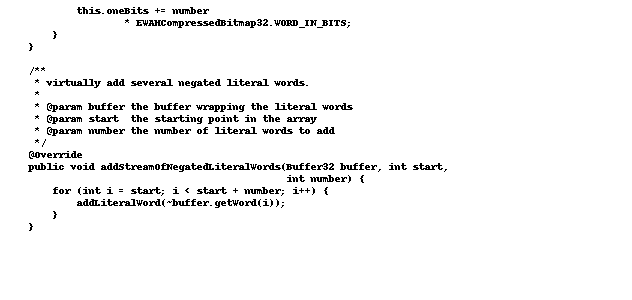 this.oneBits += number
* EWAHCompressedBitmap32.WORD_IN_BITS;
}
}
/**
* virtually add several negated literal words.
*
* @param buffer the buffer wrapping the literal words
* @param start  the starting point in the array
* @param number the number of literal words to add
*/
@Override
public void addStreamOfNegatedLiteralWords(Buffer32 buffer, int start,
int number) {
for (int i = start; i < start + number; i++) {
addLiteralWord(~buffer.getWord(i));
}
}